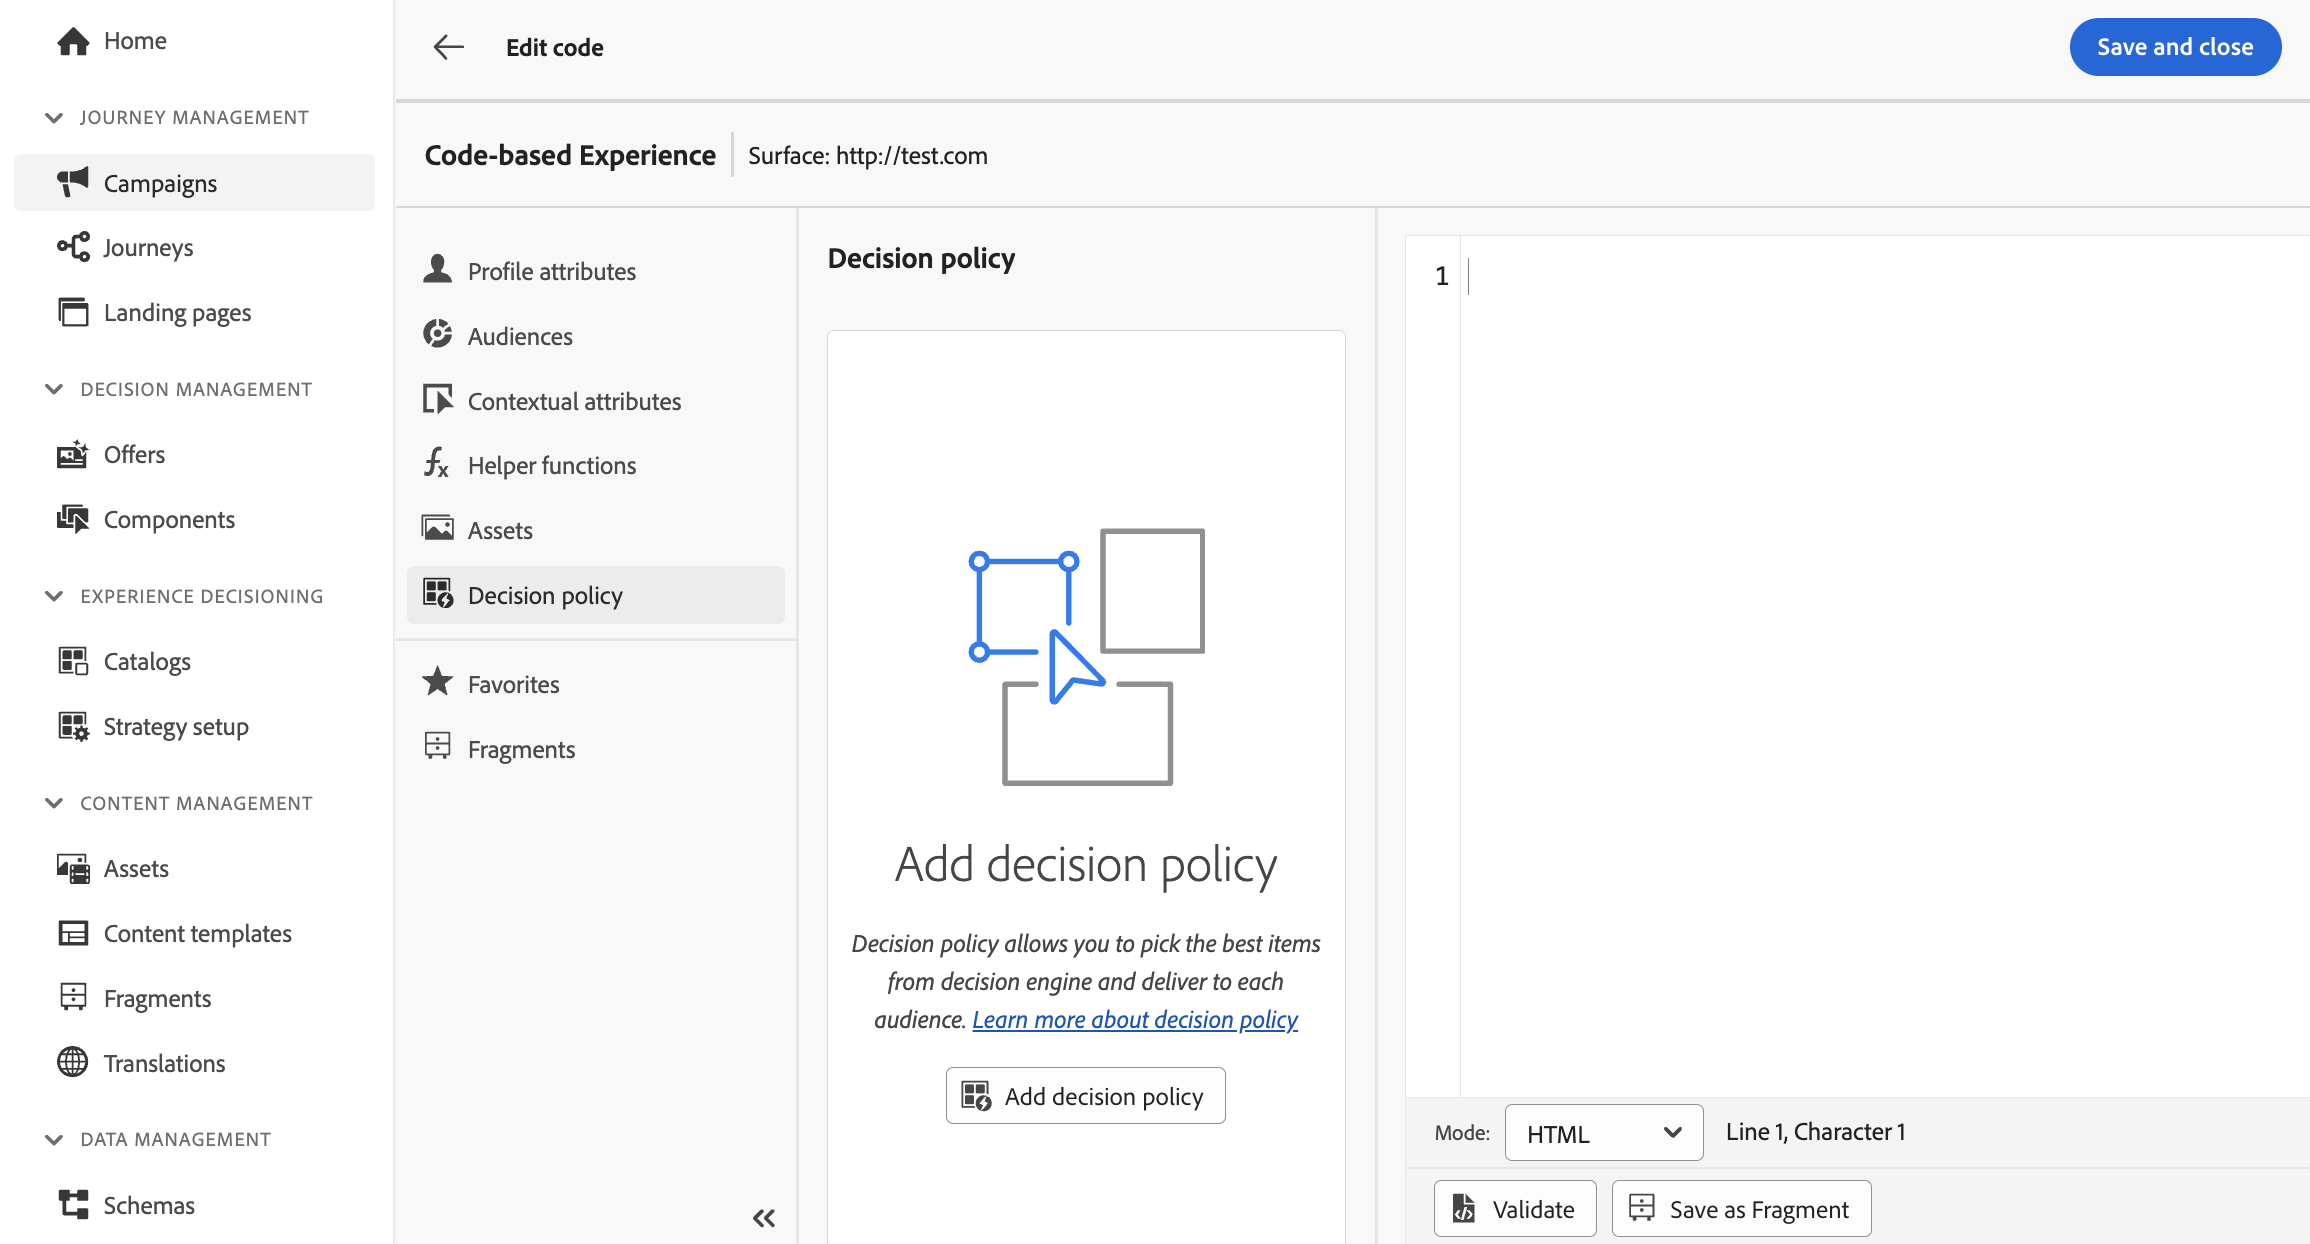 Home
JOURNEY MANAGEMENT
Campaigns
Journeys
Landing pages
DECISION MANAGEMENT
Offers
Components
EXPERIENCE DECISIONING
Catalogs
Strategy setup
CONTENT MANAGEMENT
Assets
Content templates
Fragments
Translations
DATA MANAGEMENT
Schemas
Edit code
Save and close
Code-based Experience
Surface: http://test.com
Profile attributes
Audiences
Contextual attributes
Helper functions
Assets
Decision policy
Favorites
Fragments
Decision policy
Add decision policy
Decision policy allows you to pick the best items
from decision engine and deliver to each
audience. Learn more about decision policy
Add decision policy
1
Mode:
HTML
Line 1, Character 1
Validate
Save as Fragment